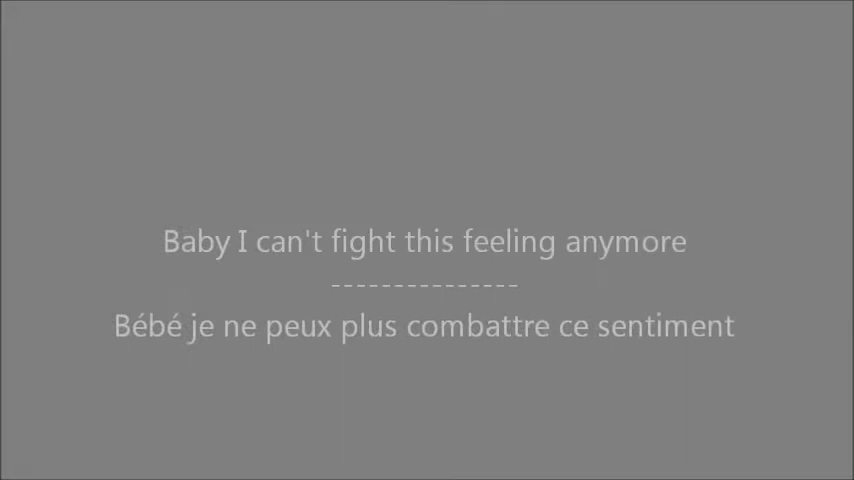 Baby I can't fight this feeling anymore
---------------
Bébé je ne peux plus combattre ce sentiment